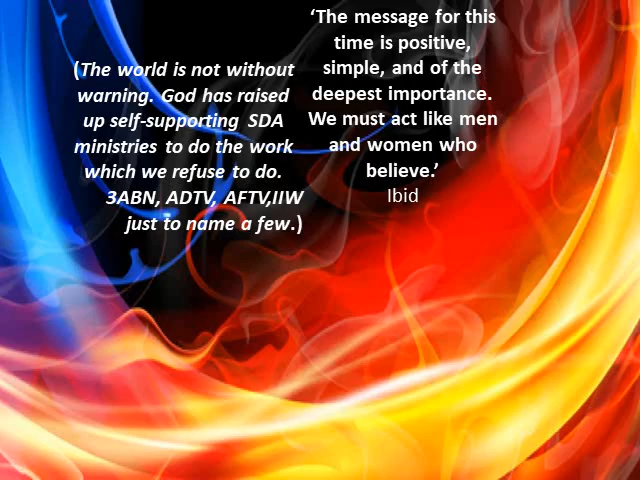 (The world is not without
warning. God has raised
up self-supporting SDA
ministries to do the work
which we refuse to do.
3ABN, ADTV, AFTV,IIW
just to name a few.)
‘The message for this
time is positive,
simple, and of the
deepest importance.
We must act like men
and women who
believe.’
Ibid